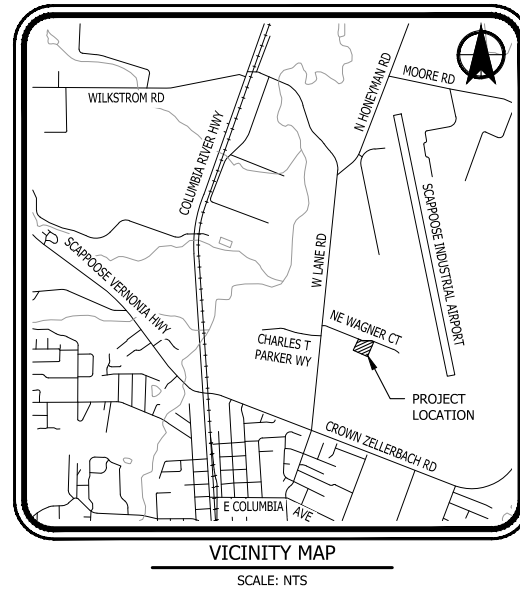 MOORE RD
N HONEYMAN RD
WILKSTROM RD
COLUMBIA RIVER HWY
SCAPPOOSE INDUSTRIAL AIRPORT
W LANE RD
SCAPPOOSE VERNONIA HWY
NE WAGNER CT
CHARLES T
PARKER WY
PROJECT
LOCATION
CROWN ZELLERBACH RD
E COLUMBIA
AVE
VICINITY MAP
SCALE: NTS